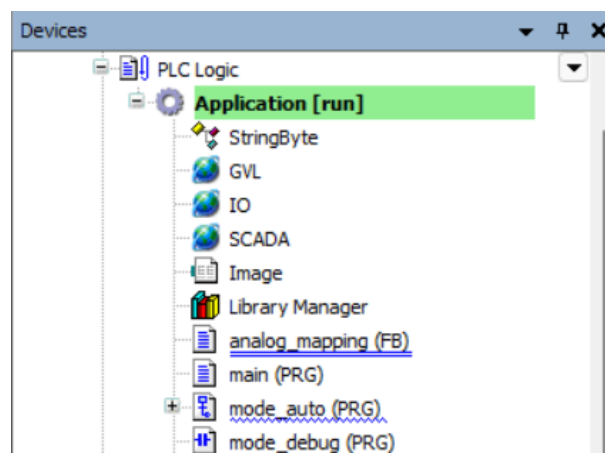 Devices
PLC Logic
Application [run]
StringByte
GVL
IO
SCADA
Image
Library Manager
analog_mapping (FB)
main (PRG)
mode_auto (PRG)
mode_debug (PRG)